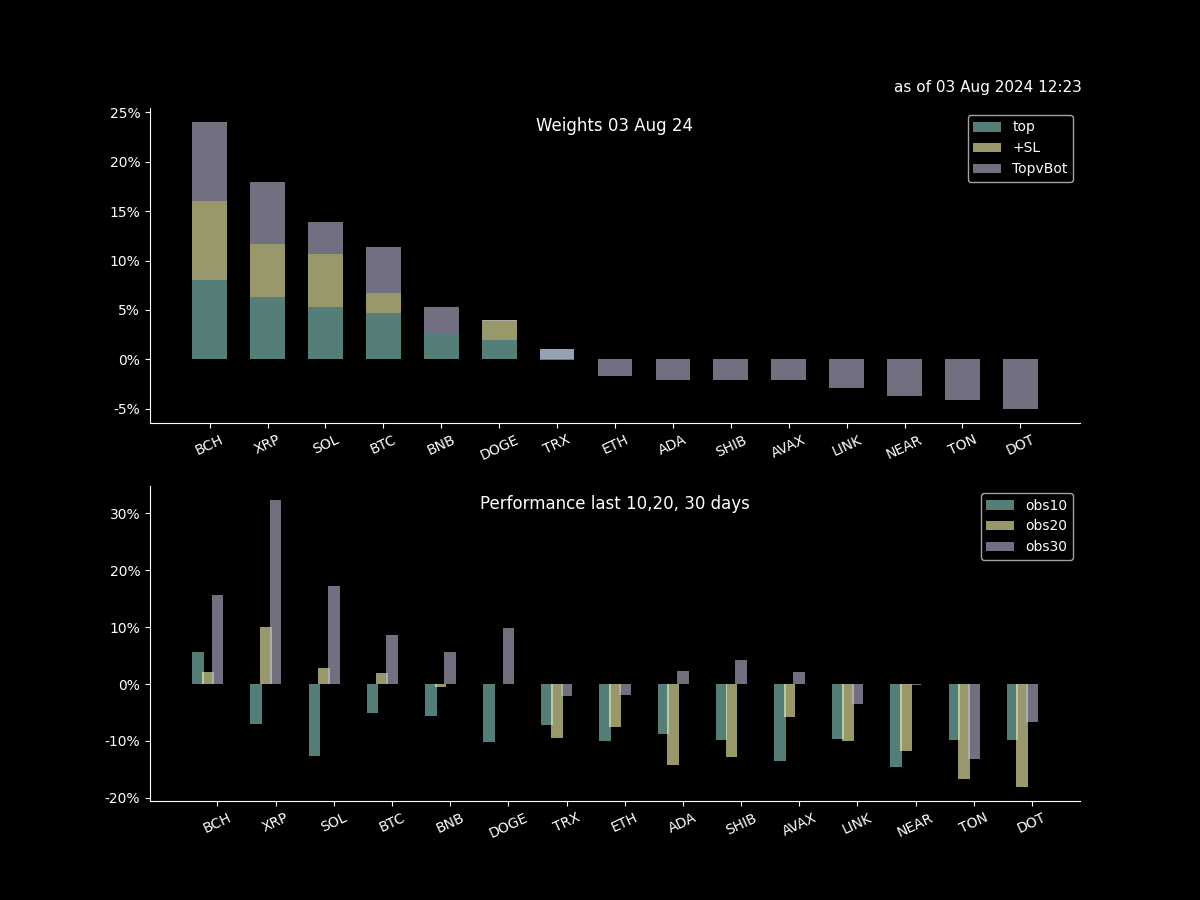 as of 03 Aug 2024 12:23
Weights 03 Aug 24
top
+SL
TopvBot
25%
20%
15%
10%
5%
0%
-5%
BCH XRP SOL BTC BNB DOGE TRX ETH ADA SHIB AVAX LINK NEAR TON DOT
Performance last 10,20, 30 days
obs10
obs20
obs30
30%
20%
10%
0%
-10%
-20%
BCH XRP SOL BTC BNB DOGE TRX ETH ADA SHIB AVAX LINK NEAR TON DOT